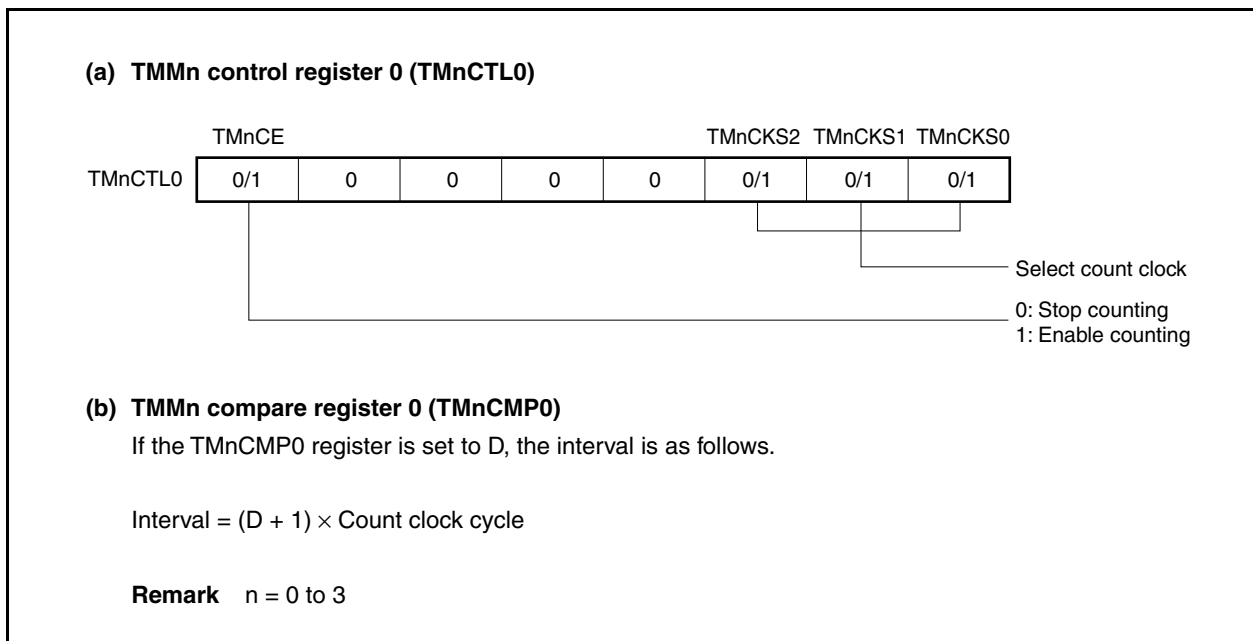 (a) TMMn control register 0 (TMnCTL0)
TMnCE TMnCKS2 TMnCKS1 TMnCKS0
TMnCTL0 0/1 0 0 0 0 0/1 0/1 0/1
Select count clock
0: Stop counting
1: Enable counting
(b) TMMn compare register 0 (TMnCMP0)
If the TMnCMP0 register is set to D, the interval is as follows.
Interval = (D + 1) × Count clock cycle
Remark n = 0 to 3